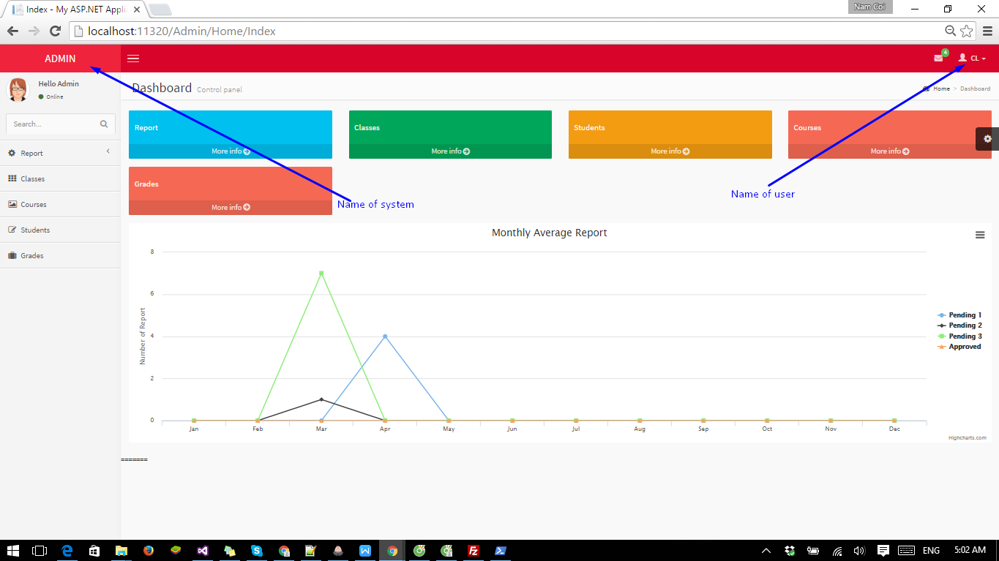 Index - My ASP.NET Appli
Nam Còi
localhost:11320/Admin/Home/Index
ADMIN
4
CL
Hello Admin
Online
Search...
Report
Classes
Courses
Students
Grades
Dashboard Control panel
Home > Dashboard
Report
More info
Classes
More info
Students
More info
Courses
More info
Grades
More info
Name of system
Name of user
Monthly Average Report
Number of Report
8
6
4
2
0
Jan Feb Mar Apr May Jun Jul Aug Sep Oct Nov Dec
Pending 1
Pending 2
Pending 3
Approved
Highcharts.com
=======
ENG
5:02 AM